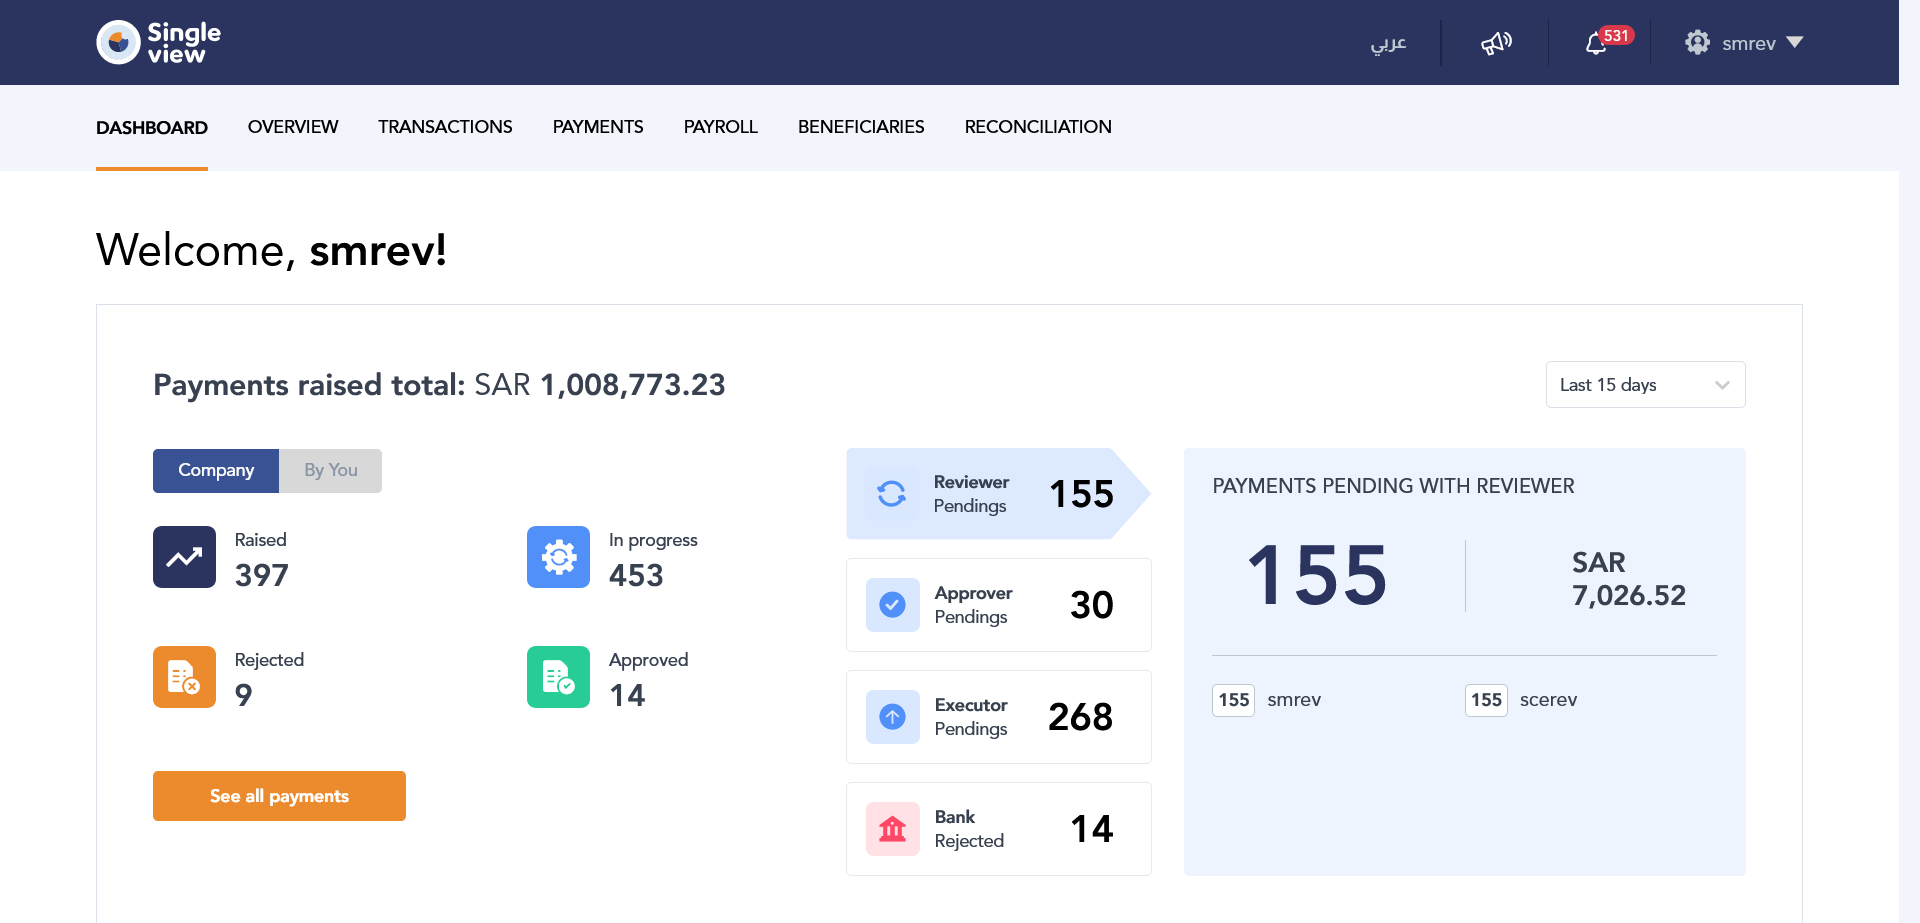 Single
view
عربي
531
smrev
DASHBOARD
OVERVIEW
TRANSACTIONS
PAYMENTS
PAYROLL
BENEFICIARIES
RECONCILIATION
Welcome, smrev!
Payments raised total: SAR 1,008,773.23
Last 15 days
Company
By You
Raised
397
In progress
453
Rejected
9
Approved
14
See all payments
Reviewer
Pendings
155
Approver
Pendings
30
Executor
Pendings
268
Bank
Rejected
14
PAYMENTS PENDING WITH REVIEWER
155
SAR
7,026.52
155 smrev
155 scerev